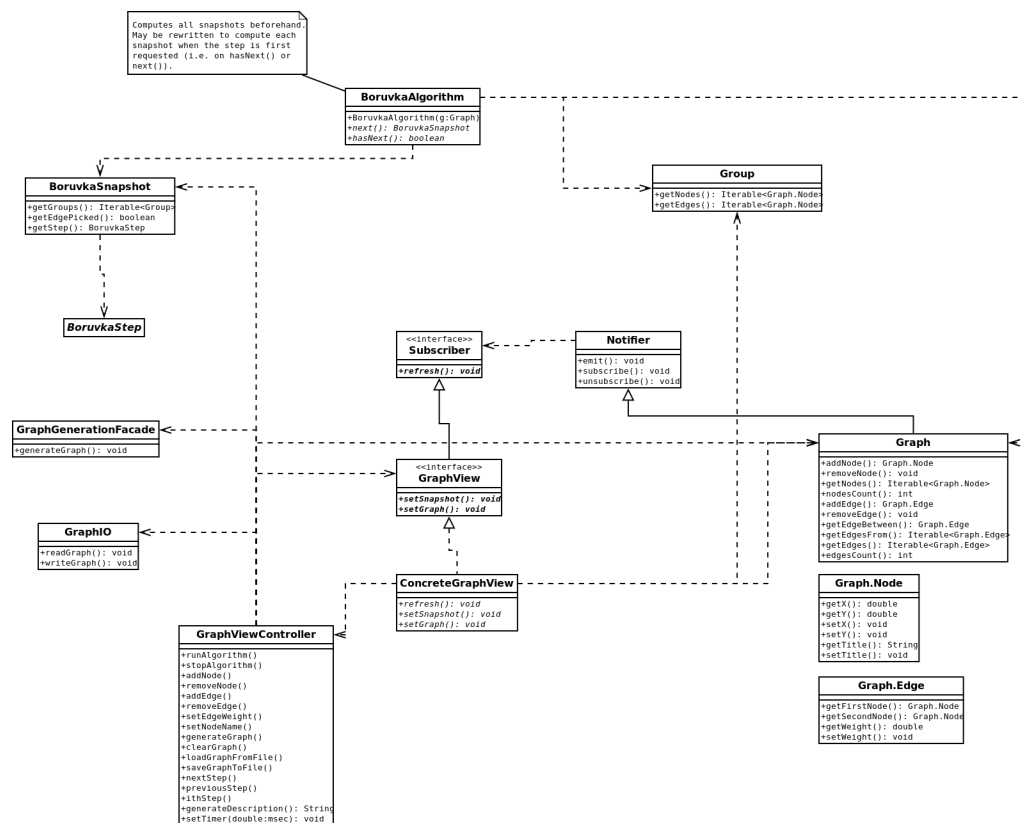 Computes all snapshots beforehand.
May be rewritten to compute each
snapshot when the step is first
requested (i.e. on hasNext() or
next()).
BoruvkaAlgorithm
+BoruvkaAlgorithm(g:Graph)
+next(): BoruvkaSnapshot
+hasNext(): boolean
Group
+getNodes(): Iterable<Graph.Node>
+getEdges(): Iterable<Graph.Node>
BoruvkaSnapshot
+getGroups(): Iterable<Group>
+getEdgePicked(): boolean
+getStep(): BoruvkaStep
BoruvkaStep
<<interface>>
Subscriber
+refresh(): void
Notifier
+emit(): void
+subscribe(): void
+unsubscribe(): void
GraphGenerationFacade
+generateGraph(): void
Graph
+addNode(): Graph.Node
+removeNode(): void
+getNodes(): Iterable<Graph.Node>
+nodesCount(): int
+addEdge(): Graph.Edge
+removeEdge(): void
+getEdgeBetween(): Graph.Edge
+getEdgesFrom(): Iterable<Graph.Edge>
+getEdges(): Iterable<Graph.Edge>
+edgesCount(): int
<<interface>>
GraphView
+setSnapshot(): void
+setGraph(): void
GraphIO
+readGraph(): void
+writeGraph(): void
ConcreteGraphView
+refresh(): void
+setSnapshot(): void
+setGraph(): void
Graph.Node
+getX(): double
+getY(): double
+setX(): void
+setY(): void
+getTitle(): String
+setTitle(): void
GraphViewController
+runAlgorithm()
+stopAlgorithm()
+addNode()
+removeNode()
+addEdge()
+removeEdge()
+setEdgeWeight()
+setNodeName()
+generateGraph()
+clearGraph()
+loadGraphFromFile()
+saveGraphToFile()
+nextStep()
+previousStep()
+ithStep()
+generateDescription(): String
+setTimer(double:msec): void
Graph.Edge
+getFirstNode(): Graph.Node
+getSecondNode(): Graph.Node
+getWeight(): double
+setWeight(): void